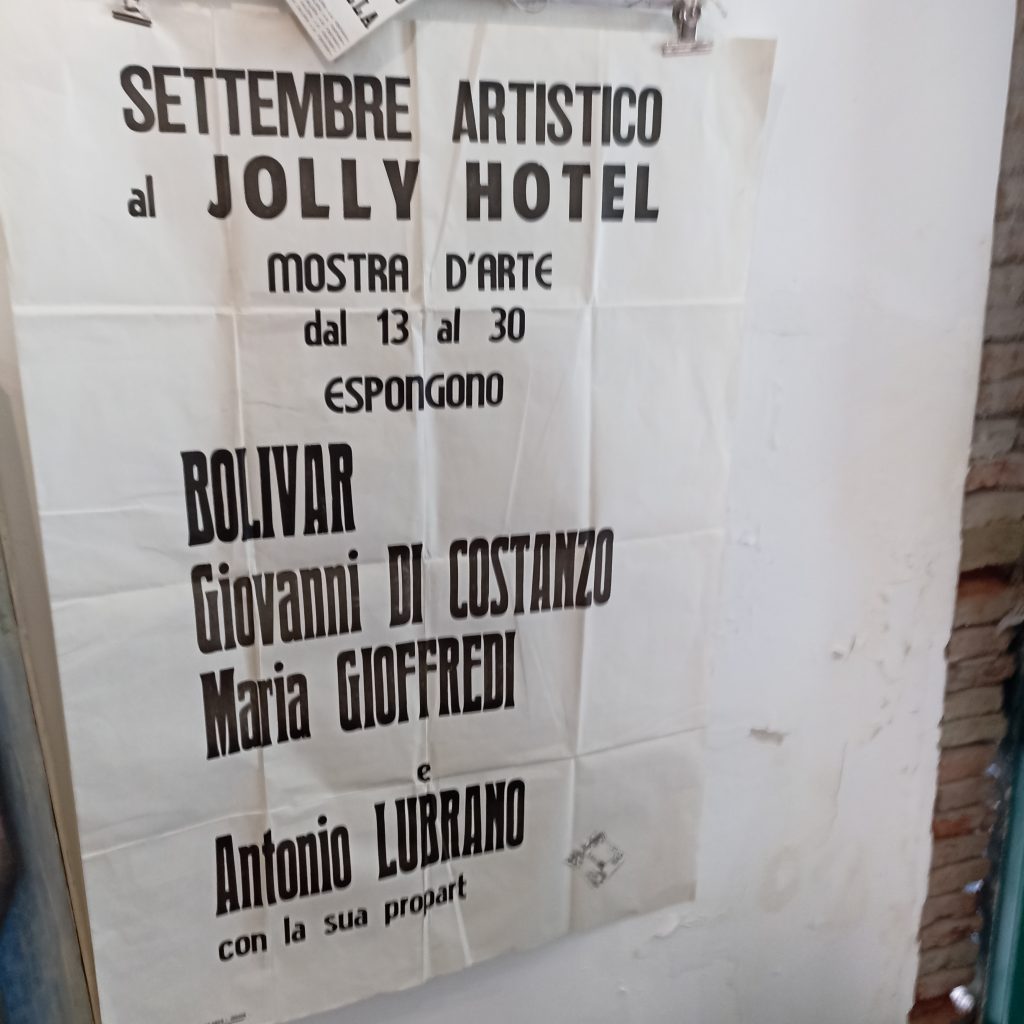 LLA
SETTEMBRE ARTISTICO
al JOLLY HOTEL
MOSTRA D'ARTE
dal 13 al 30
ESPONGONO
BOLIVAR
Giovanni DI COSTANZO
Maria GIOFFREDI
e
Antonio LUBRANO
con la sua propart